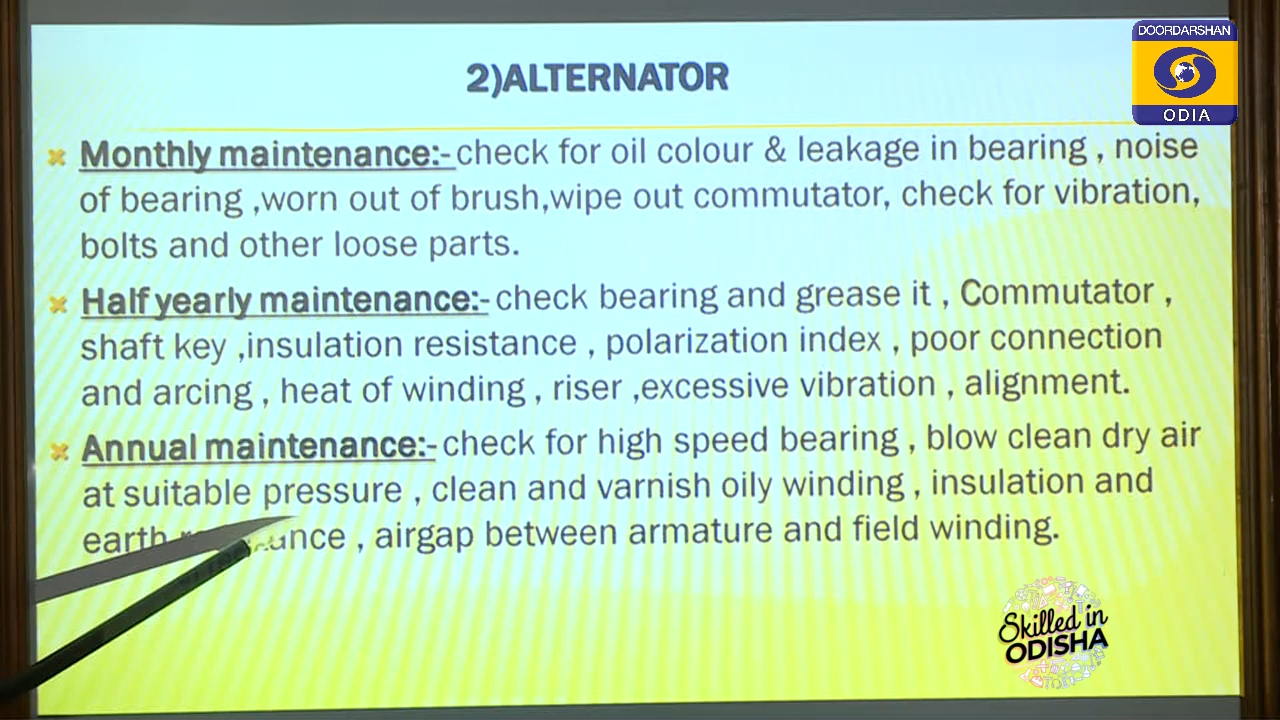 DOORDARSHAN
ODIA
2)ALTERNATOR
Monthly maintenance:- check for oil colour & leakage in bearing , noise
of bearing ,worn out of brush,wipe out commutator, check for vibration,
bolts and other loose parts.
Half yearly maintenance:- check bearing and grease it , Commutator ,
shaft key ,insulation resistance , polarization index , poor connection
and arcing , heat of winding , riser ,excessive vibration , alignment.
Annual maintenance:- check for high speed bearing , blow clean dry air
at suitable pressure , clean and varnish oily winding , insulation and
earth , airgap between armature and field winding.
Skilled in
ODISHA